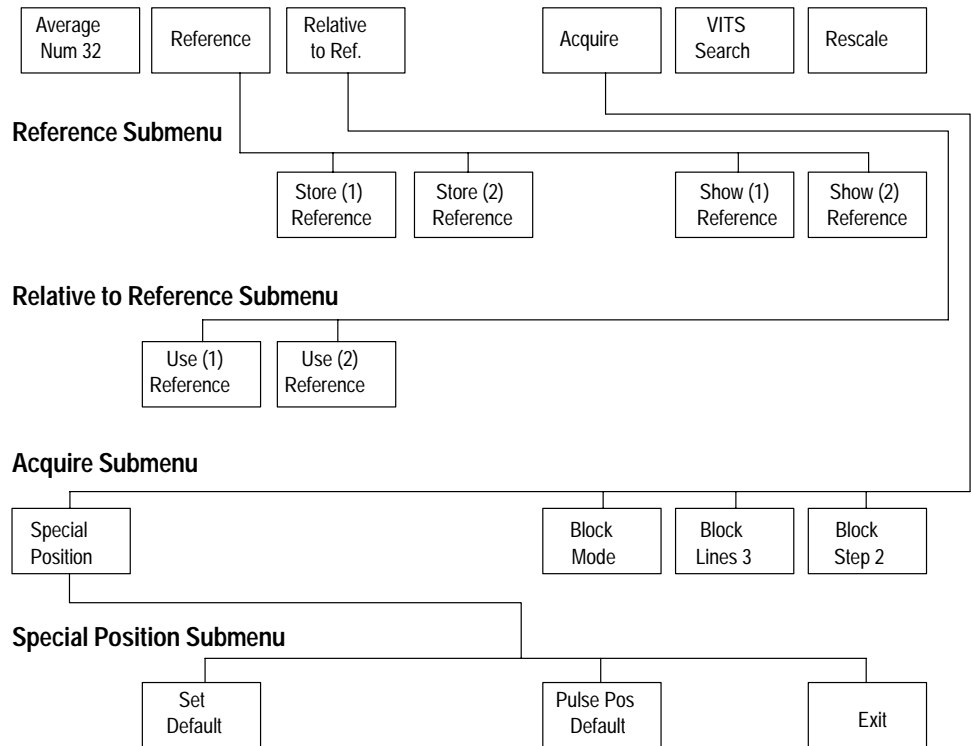 Average
Num 32
Reference
Relative
to Ref.
Acquire
VITS
Search
Rescale
Reference Submenu
Store (1)
Reference
Store (2)
Reference
Show (1)
Reference
Show (2)
Reference
Relative to Reference Submenu
Use (1)
Reference
Use (2)
Reference
Acquire Submenu
Special
Position
Block
Mode
Block
Lines 3
Block
Step 2
Special Position Submenu
Set
Default
Pulse Pos
Default
Exit